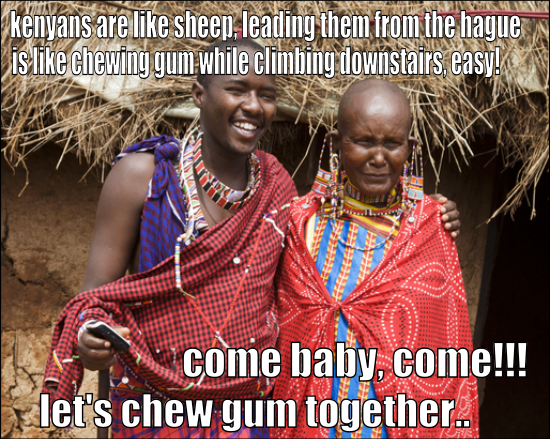 kenyans are like sheep, leading them from the hague
is like chewing gum while climbing downstairs, easy!
come baby, come!!!
let's chew gum together..